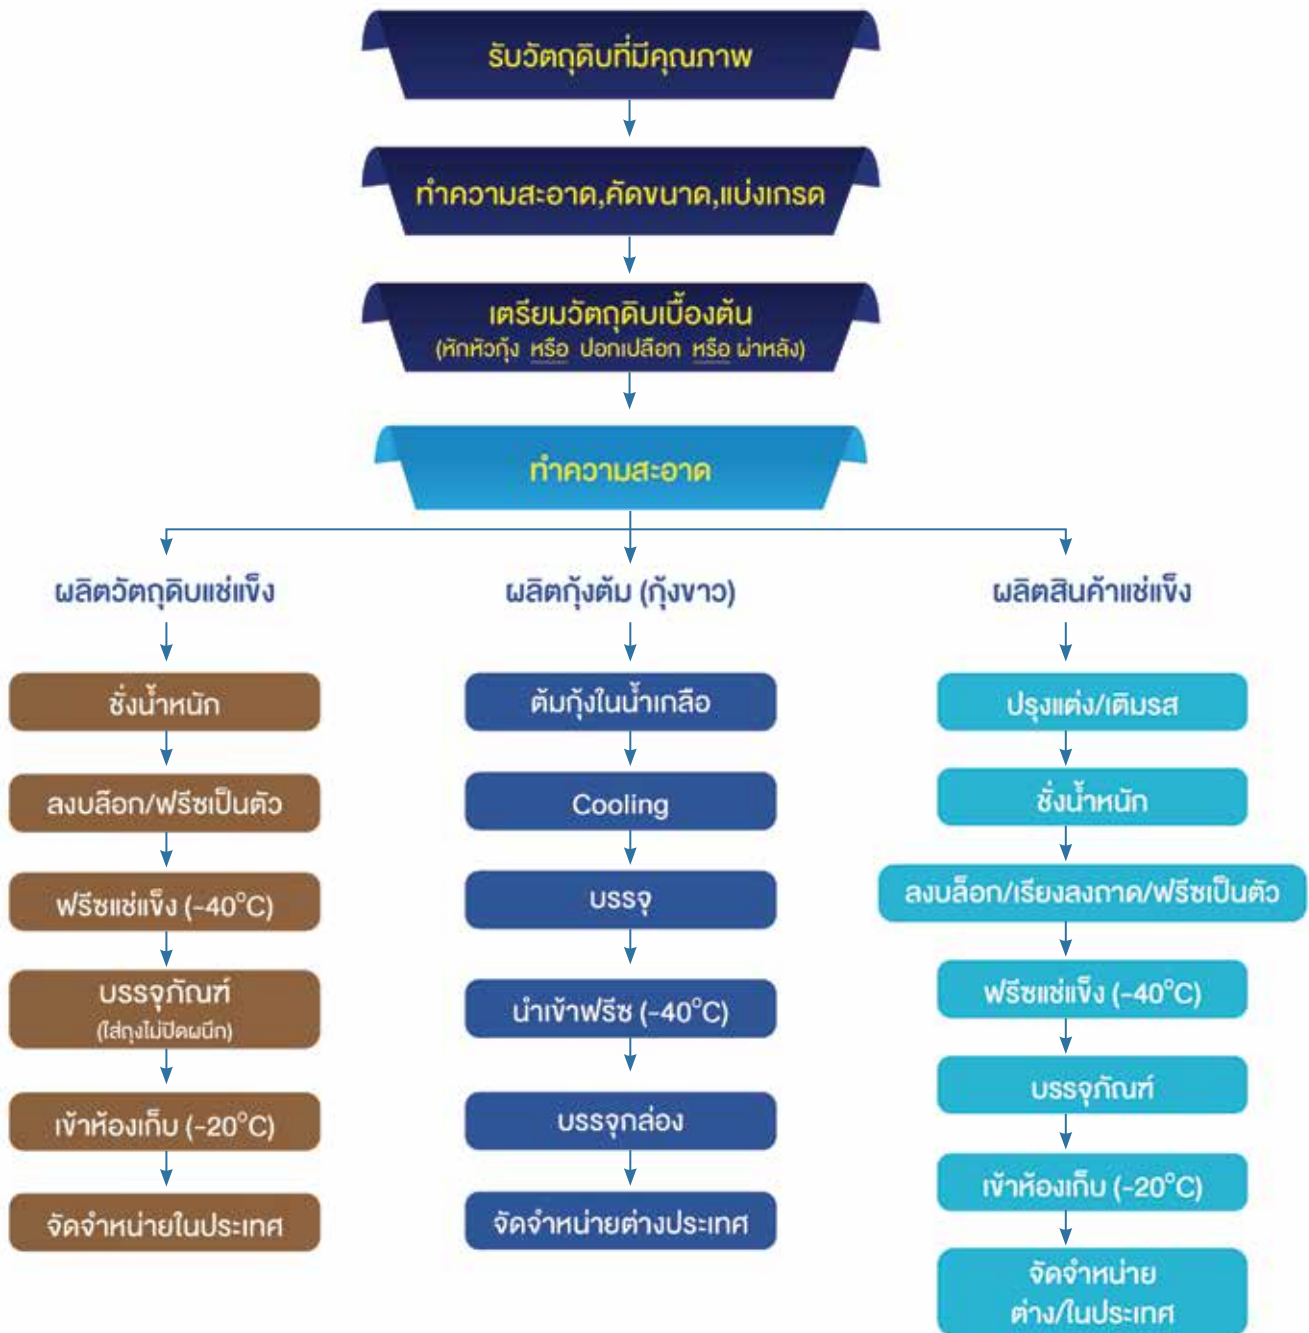 รับวัตถุดิบที่มีคุณภาพ
ทำความสะอาด,คัดขนาด,แบ่งเกรด
เตรียมวัตถุดิบเบื้องต้น
(หักหัวกุ้ง หรือ ปอกเปลือก หรือ ผ่าหลัง)
ทำความสะอาด
ผลิตวัตถุดิบแช่แข็ง
ชั่งน้ำหนัก
ลงบล๊อก/ฟรีซเป็นตัว
ฟรีซแช่แข็ง (-40°C)
บรรจุภัณฑ์
(ใส่ถุงไม่ปิดผนึก)
เข้าห้องเก็บ (-20°C)
จัดจำหน่ายในประเทศ
ผลิตกุ้งต้ม (กุ้งขาว)
ต้มกุ้งในน้ำเกลือ
Cooling
บรรจุ
นำเข้าฟรีซ (-40°C)
บรรจุกล่อง
จัดจำหน่ายต่างประเทศ
ผลิตสินค้าแช่แข็ง
ปรุงแต่ง/เติมรส
ชั่งน้ำหนัก
ลงบล็อก/เรียงลงถาด/ฟรีซเป็นตัว
ฟรีซแช่แข็ง (-40°C)
บรรจุภัณฑ์
เข้าห้องเก็บ (-20°C)
จัดจำหน่าย
ต่าง/ในประเทศ